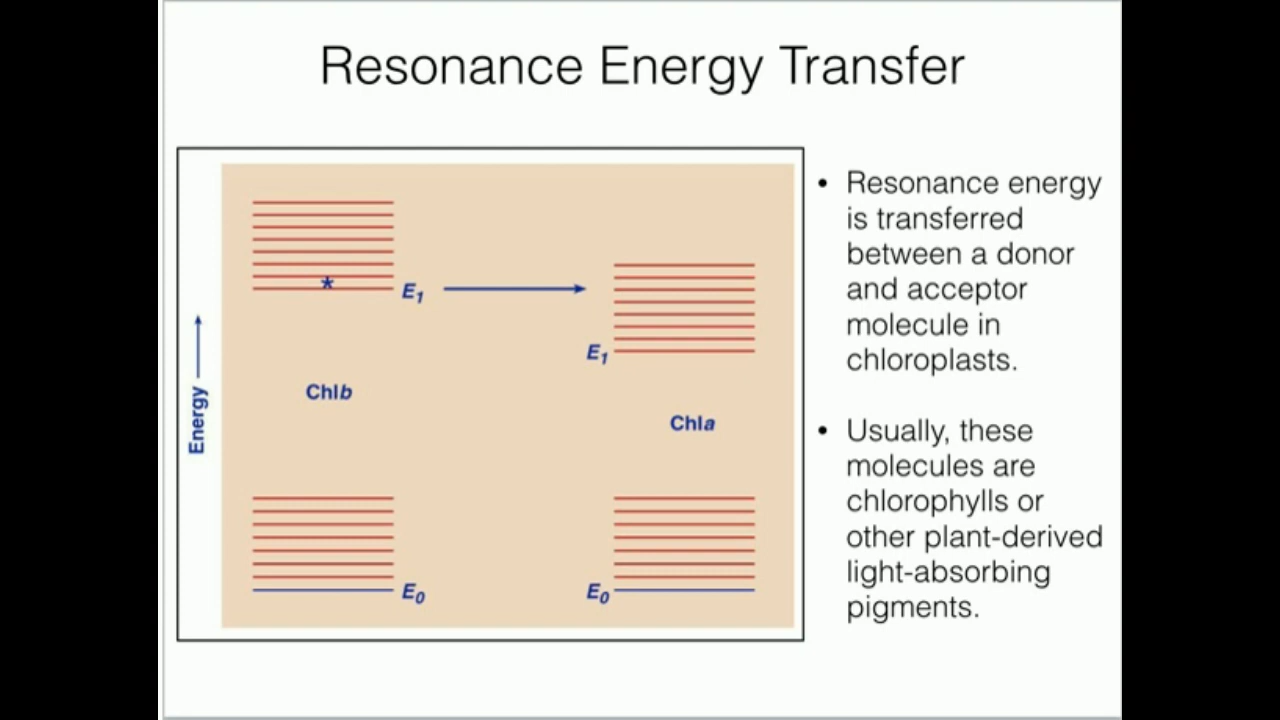 Resonance Energy Transfer
*
E1
E1
Chlb
Chla
Energy
E0
E0
• Resonance energy
is transferred
between a donor
and acceptor
molecule in
chloroplasts.
• Usually, these
molecules are
chlorophylls or
other plant-derived
light-absorbing
pigments.